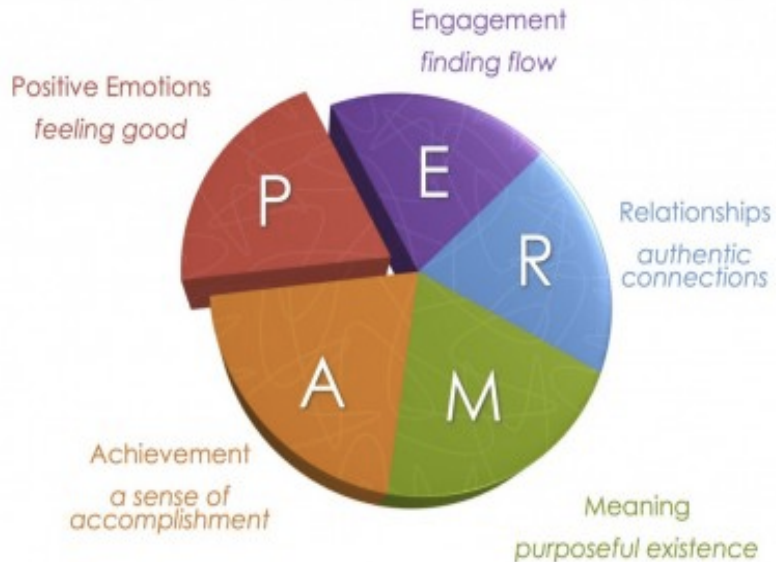 Engagement
finding flow
Positive Emotions
feeling good
P
E
Relationships
authentic
connections
R
A
M
Achievement
a sense of
accomplishment
Meaning
purposeful existence